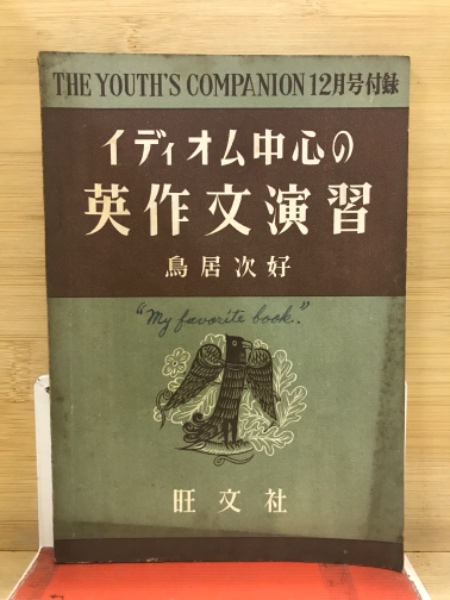 THE YOUTH'S COMPANION 12月号付録
イディオム中心の
英作文演習
鳥居次好
"My favorite book."
旺文社